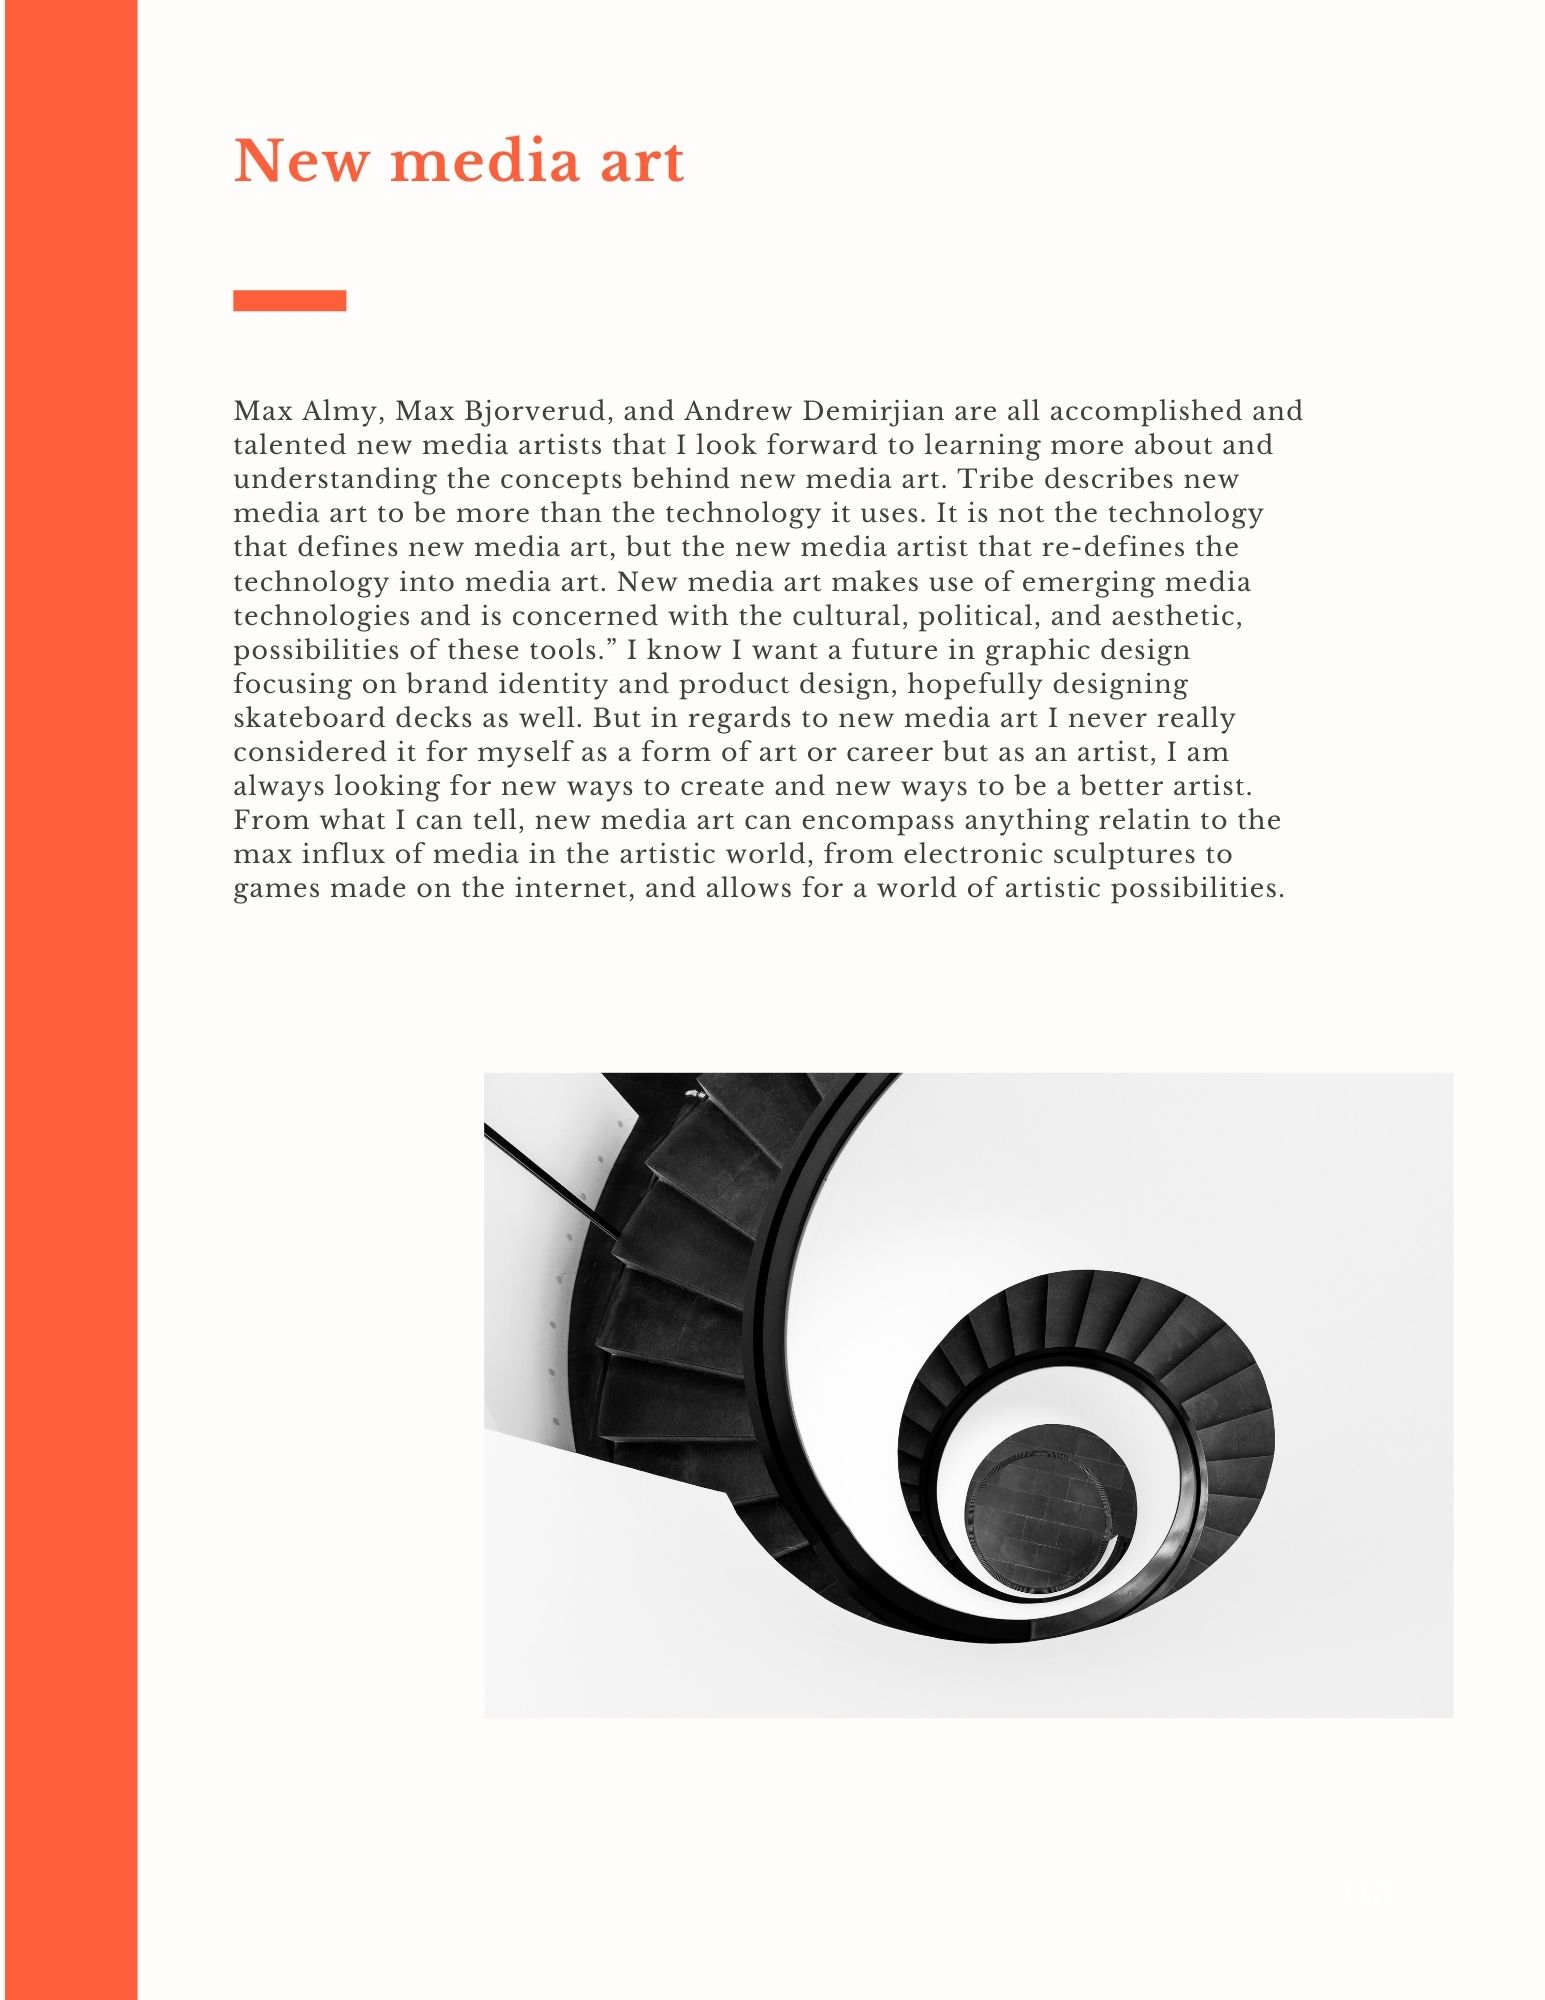 New media art
Max Almy, Max Bjorverud, and Andrew Demirjian are all accomplished and
talented new media artists that I look forward to learning more about and
understanding the concepts behind new media art. Tribe describes new
media art to be more than the technology it uses. It is not the technology
that defines new media art, but the new media artist that re-defines the
technology into media art. New media art makes use of emerging media
technologies and is concerned with the cultural, political, and aesthetic,
possibilities of these tools.” I know I want a future in graphic design
focusing on brand identity and product design, hopefully designing
skateboard decks as well. But in regards to new media art I never really
considered it for myself as a form of art or career but as an artist, I am
always looking for new ways to create and new ways to be a better artist.
From what I can tell, new media art can encompass anything relatin to the
max influx of media in the artistic world, from electronic sculptures to
games made on the internet, and allows for a world of artistic possibilities.